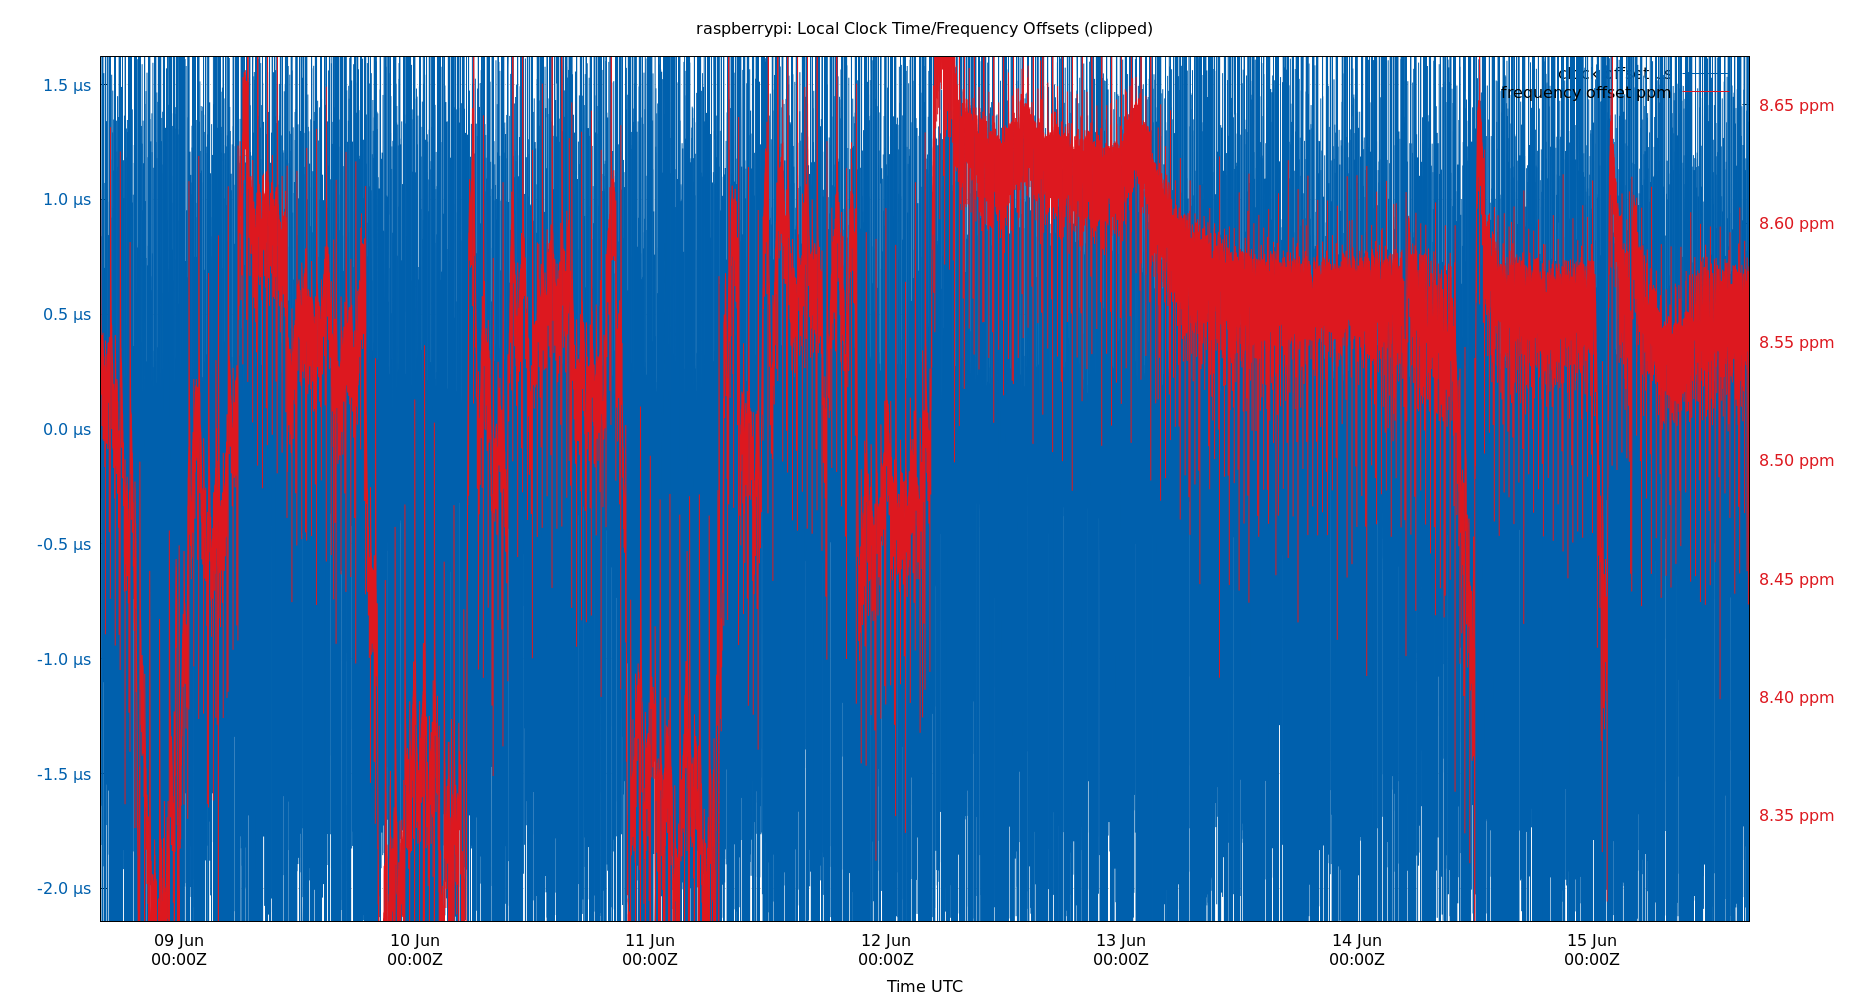 raspberrypi: Local Clock Time/Frequency Offsets (clipped)
clock offset µs
frequency offset ppm
1.5 µs
1.0 µs
0.5 µs
0.0 µs
-0.5 µs
-1.0 µs
-1.5 µs
-2.0 µs
8.65 ppm
8.60 ppm
8.55 ppm
8.50 ppm
8.45 ppm
8.40 ppm
8.35 ppm
09 Jun
00:00Z
10 Jun
00:00Z
11 Jun
00:00Z
12 Jun
00:00Z
13 Jun
00:00Z
14 Jun
00:00Z
15 Jun
00:00Z
Time UTC